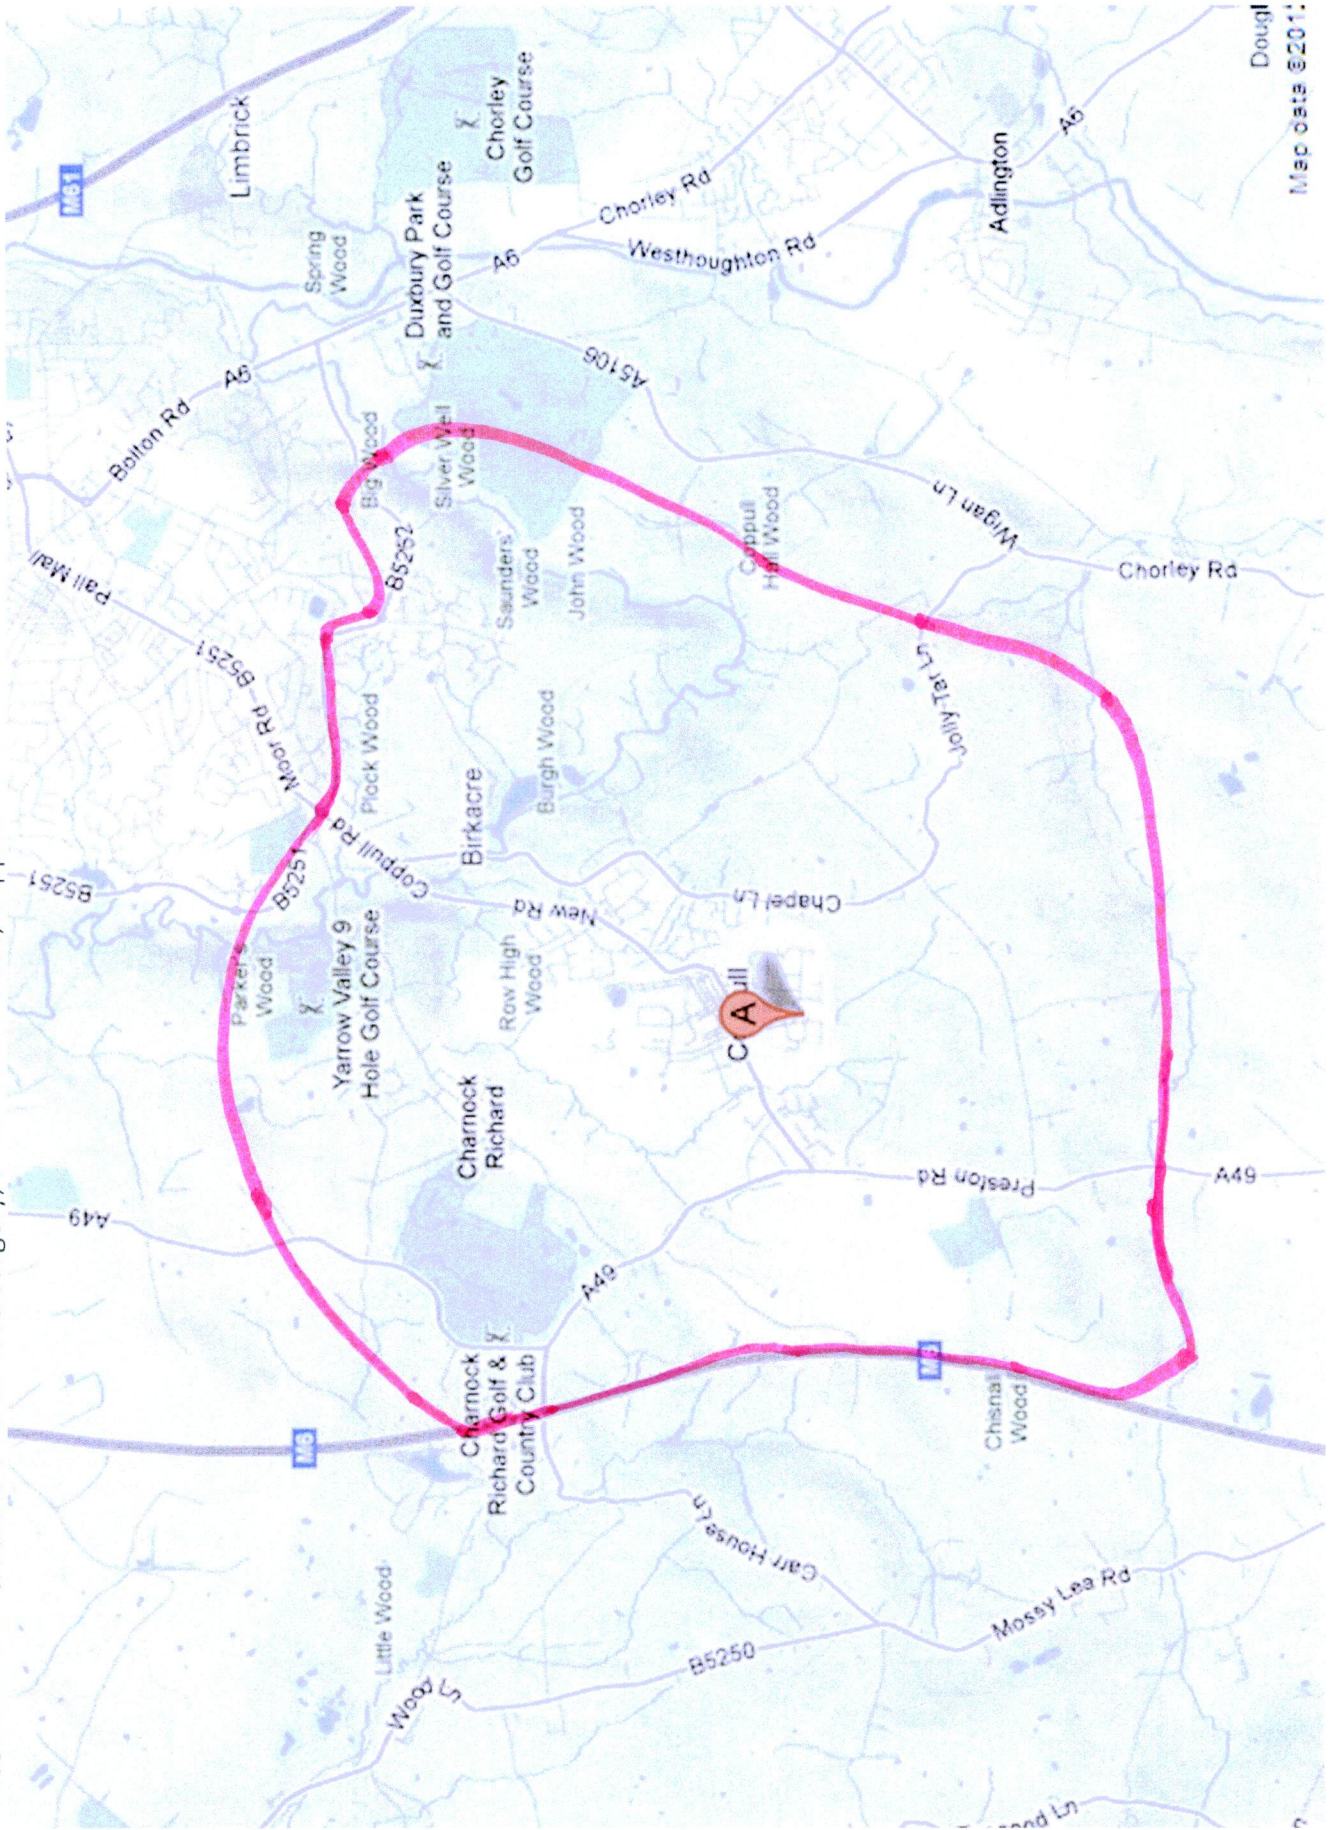 M61
A49
B5251
Pall Mall
Bolton Rd
Limbrick
A6
B5251
Moor Rd
Parker's
Wood
B5251
Spring
Wood
M6
Yarrow Valley 9
Hole Golf Course
Coppull Rd
Plock Wood
Big Wood
Little Wood
Wood Ln
B5252
Duxbury Park
and Golf Course
Silver Well
Wood
Charnock
Richard Golf &
Country Club
Charnock
Richard
Birkacre
Chorley
Golf Course
A6
Row High
Wood
New Rd
Burgh Wood
Saunders'
Wood
John Wood
A49
A5106
Chorley Rd
Westhoughton Rd
Carr House Ln
B5250
C
A
ull
Coppull
Hall Wood
Chapel Ln
M6
Preston Rd
Jolly Tar Ln
Wigan Ln
Chisnall
Wood
Adlington
A6
Mossy Lea Rd
Chorley Rd
A49
Dougl
Map data ©201